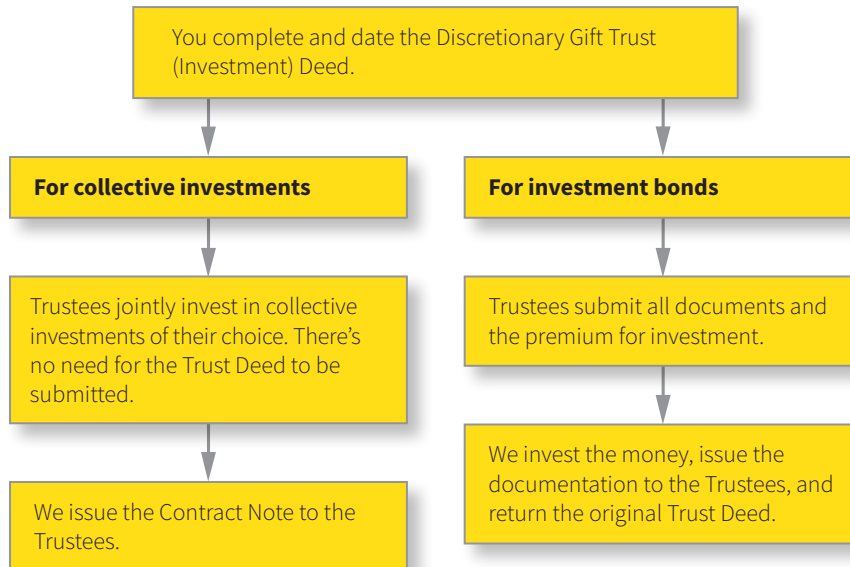 You complete and date the Discretionary Gift Trust
(Investment) Deed.
For collective investments
Trustees jointly invest in collective
investments of their choice. There’s
no need for the Trust Deed to be
submitted.
We issue the Contract Note to the
Trustees.
For investment bonds
Trustees submit all documents and
the premium for investment.
We invest the money, issue the
documentation to the Trustees, and
return the original Trust Deed.